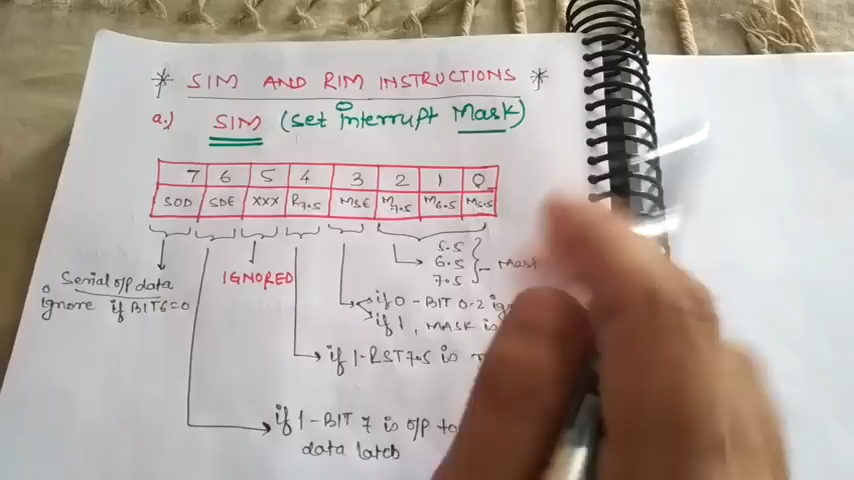 * SIM AND RIM INSTRUCTIONS *
a.) SIM (set interrupt Mask)
7 6 5 4 3 2 1 0
SOD SDE XXX R7.5 MSE M7.5 M6.5 M5.5
Serial o/p data
ignore if BIT6=0
IGNORED
5.5
6.5
7.5
Mask
if 0 - BIT 0-2
if 1, MASK is
if 1-RST7.5 is
if 1-BIT 7 is o/p to
data latch